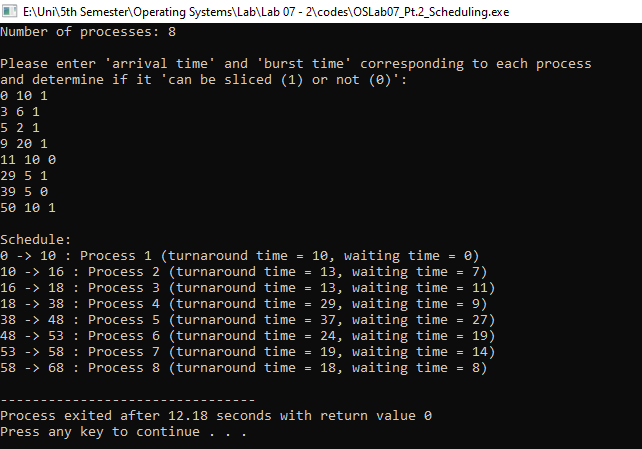 E:\Uni\5th Semester\Operating Systems\Lab\Lab 07 - 2\codes\OSLab07_Pt.2_Scheduling.exe
Number of processes: 8
Please enter 'arrival time' and 'burst time' corresponding to each process
and determine if it 'can be sliced (1) or not (0)':
0 10 1
3 6 1
5 2 1
9 20 1
11 10 0
29 5 1
39 5 0
50 10 1
Schedule:
0 -> 10 : Process 1 (turnaround time = 10, waiting time = 0)
10 -> 16 : Process 2 (turnaround time = 13, waiting time = 7)
16 -> 18 : Process 3 (turnaround time = 13, waiting time = 11)
18 -> 38 : Process 4 (turnaround time = 29, waiting time = 9)
38 -> 48 : Process 5 (turnaround time = 37, waiting time = 27)
48 -> 53 : Process 6 (turnaround time = 24, waiting time = 19)
53 -> 58 : Process 7 (turnaround time = 19, waiting time = 14)
58 -> 68 : Process 8 (turnaround time = 18, waiting time = 8)
--------------------------------
Process exited after 12.18 seconds with return value 0
Press any key to continue . . .